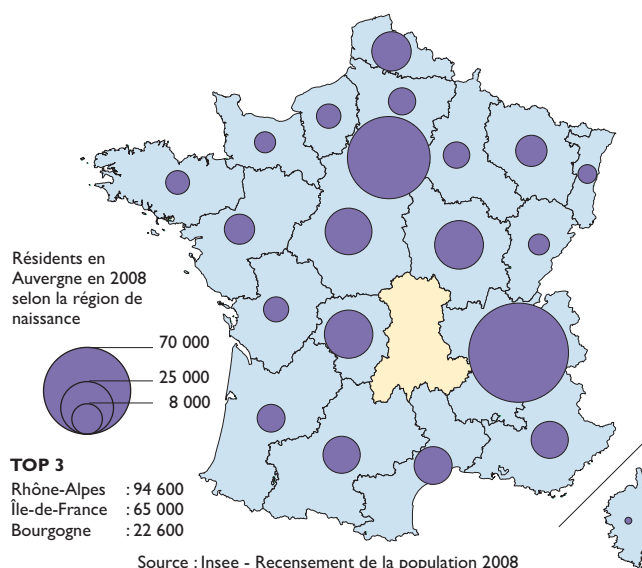 Résidents en
Auvergne en 2008
selon la région de
naissance
70 000
25 000
8 000
TOP 3
Rhône-Alpes : 94 600
Île-de-France : 65 000
Bourgogne : 22 600
Source : Insee - Recensement de la population 2008